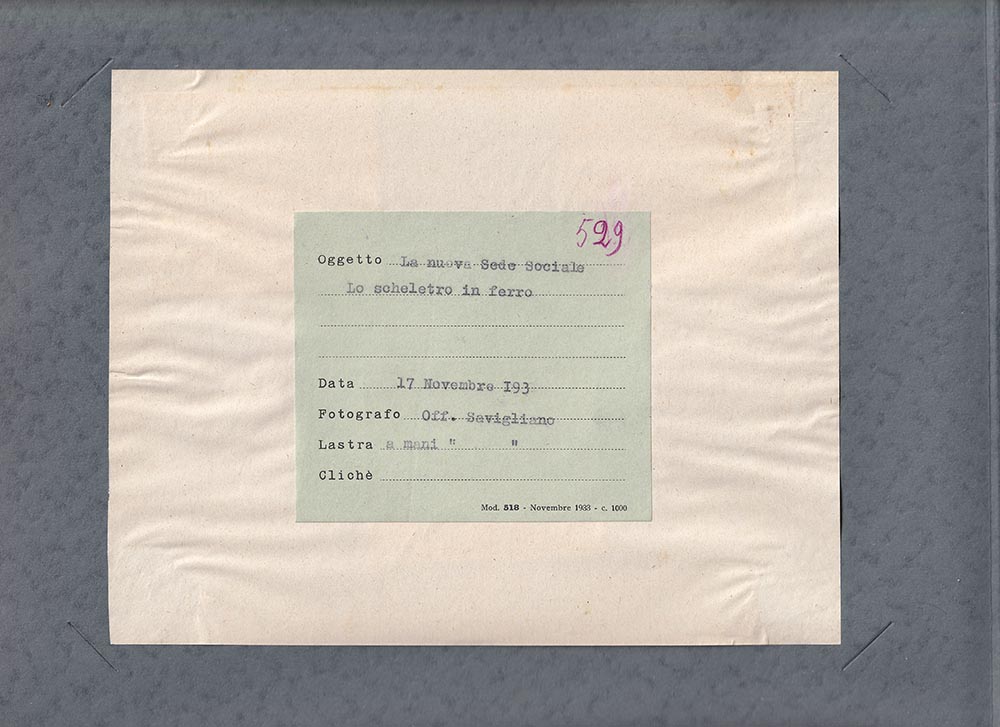 529
Oggetto La nuova Sede Sociale
Lo scheletro in ferro
Data 17 Novembre 193
Fotografo Off. Savigliano
Lastra a mani " "
Clichè
Mod. 518 - Novembre 1933 - c. 1000